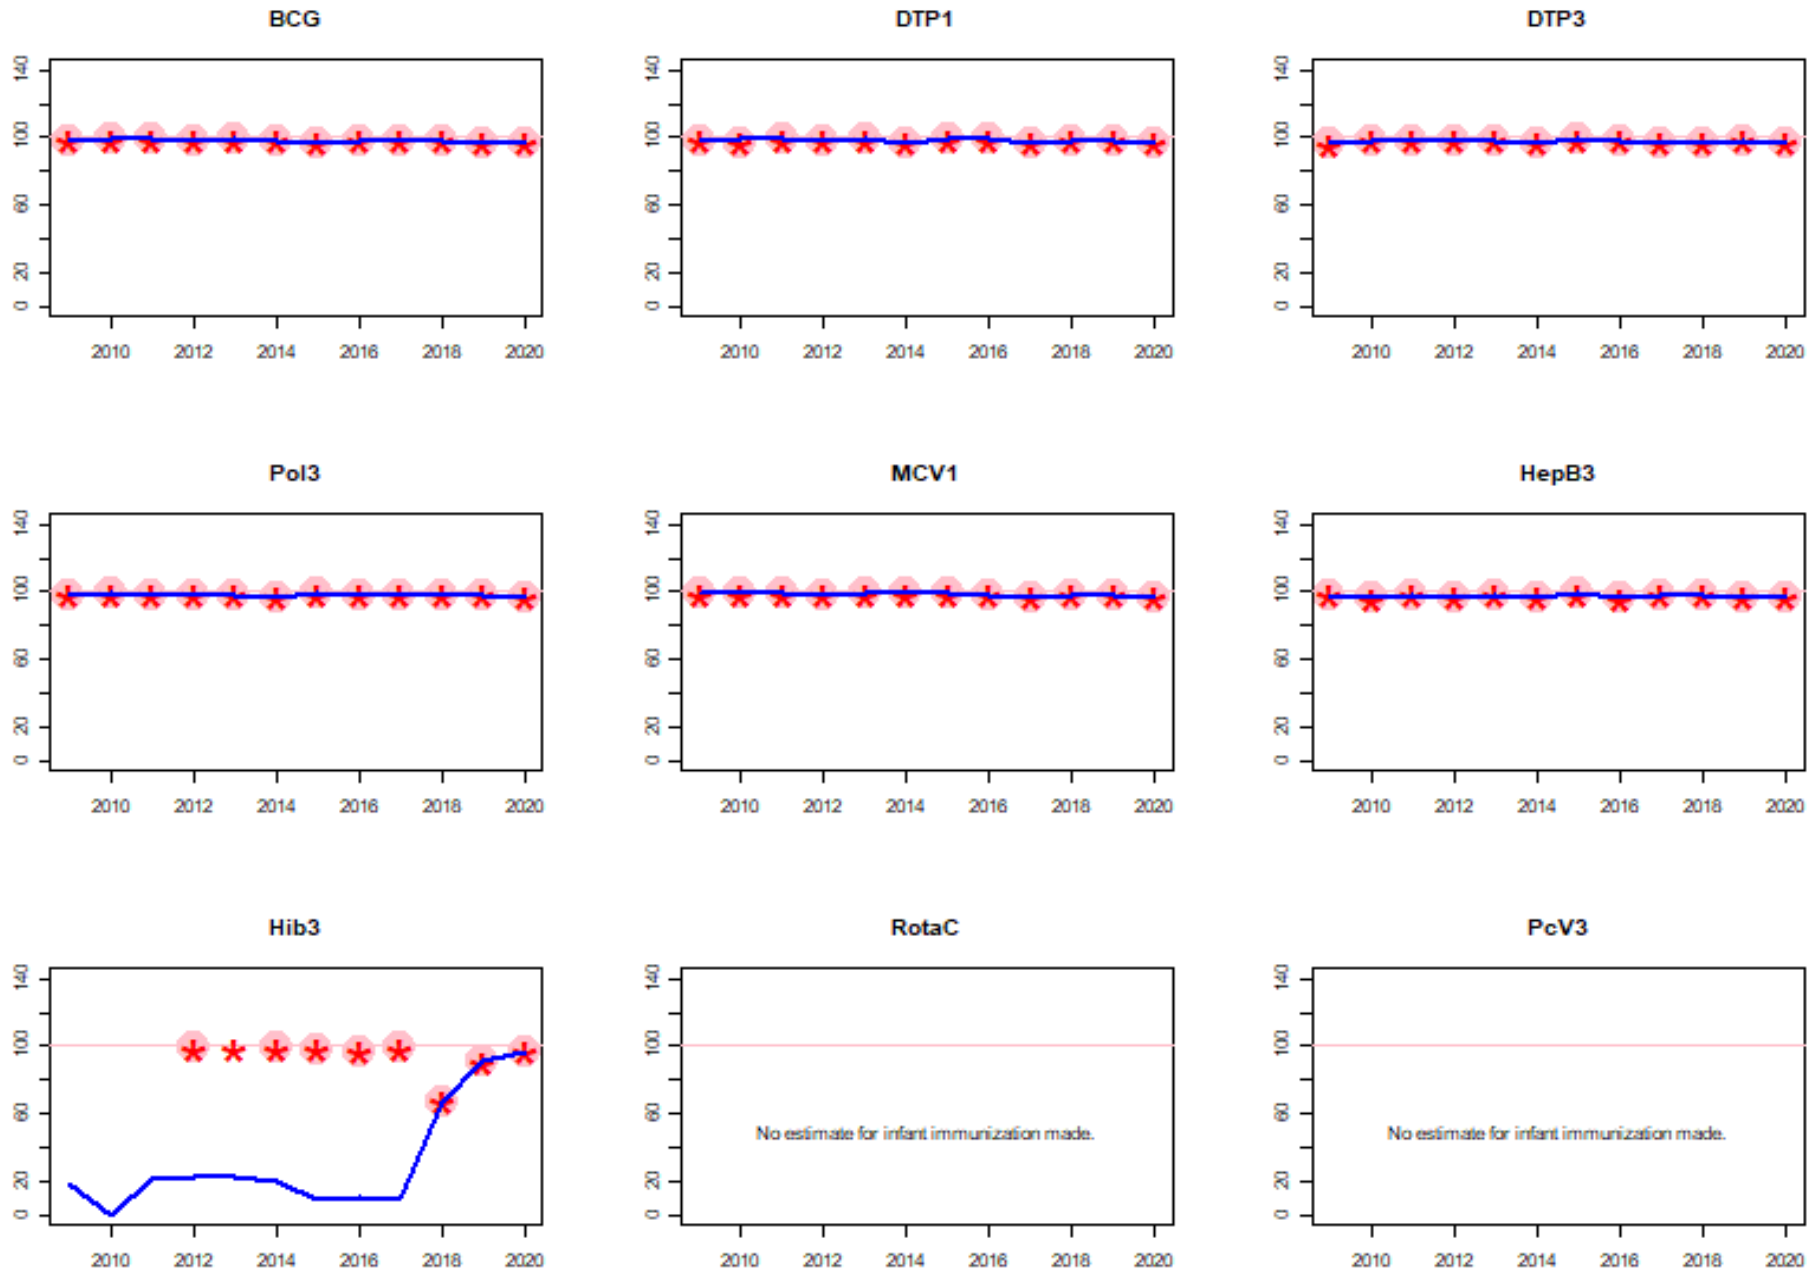 BCG DTP1 DTP3
140 140 140
100 100 100
60 60 60
20 20 20
0 0 0
2010 2012 2014 2016 2018 2020 2010 2012 2014 2016 2018 2020 2010 2012 2014 2016 2018 2020
Pol3 MCV1 HepB3
140 140 140
100 100 100
60 60 60
20 20 20
0 0 0
2010 2012 2014 2016 2018 2020 2010 2012 2014 2016 2018 2020 2010 2012 2014 2016 2018 2020
Hib3 RotaC PcV3
140 140 140
100 100 100
60 60 60
No estimate for infant immunization made. No estimate for infant immunization made.
20 20 20
0 0 0
2010 2012 2014 2016 2018 2020 2010 2012 2014 2016 2018 2020 2010 2012 2014 2016 2018 2020